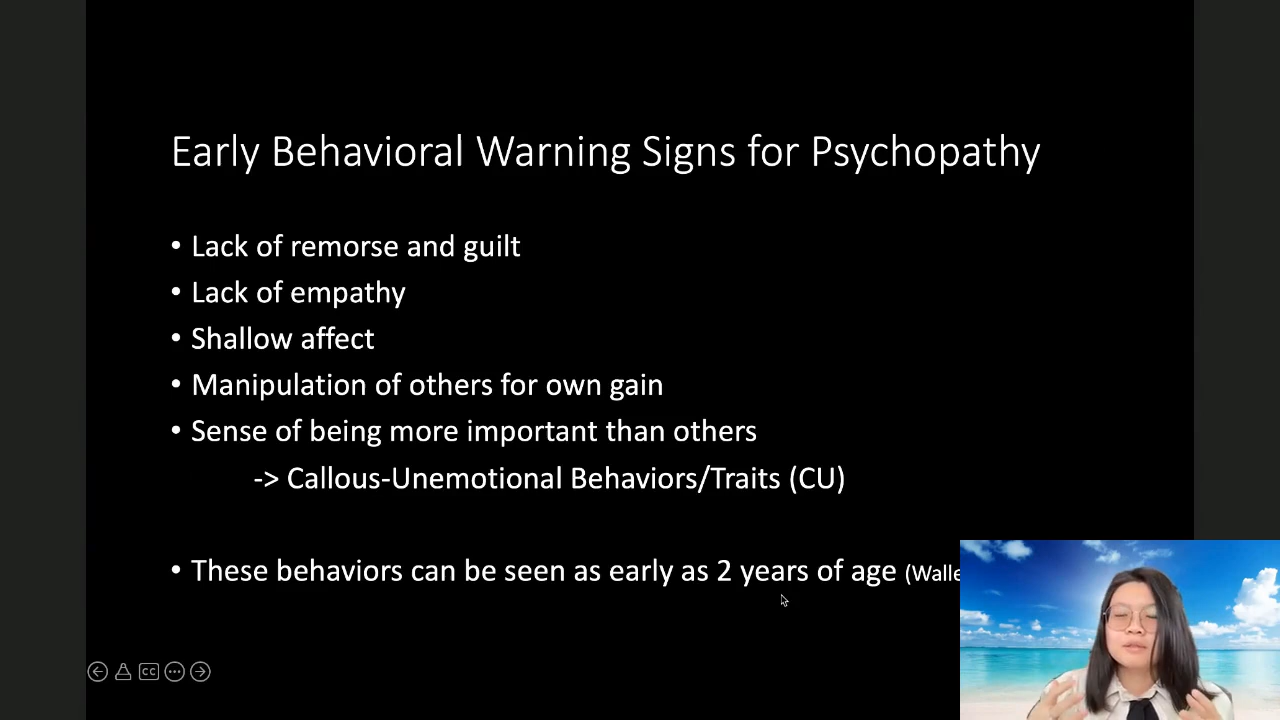 Early Behavioral Warning Signs for Psychopathy
• Lack of remorse and guilt
• Lack of empathy
• Shallow affect
• Manipulation of others for own gain
• Sense of being more important than others
-> Callous-Unemotional Behaviors/Traits (CU)
• These behaviors can be seen as early as 2 years of age (Walle
CC